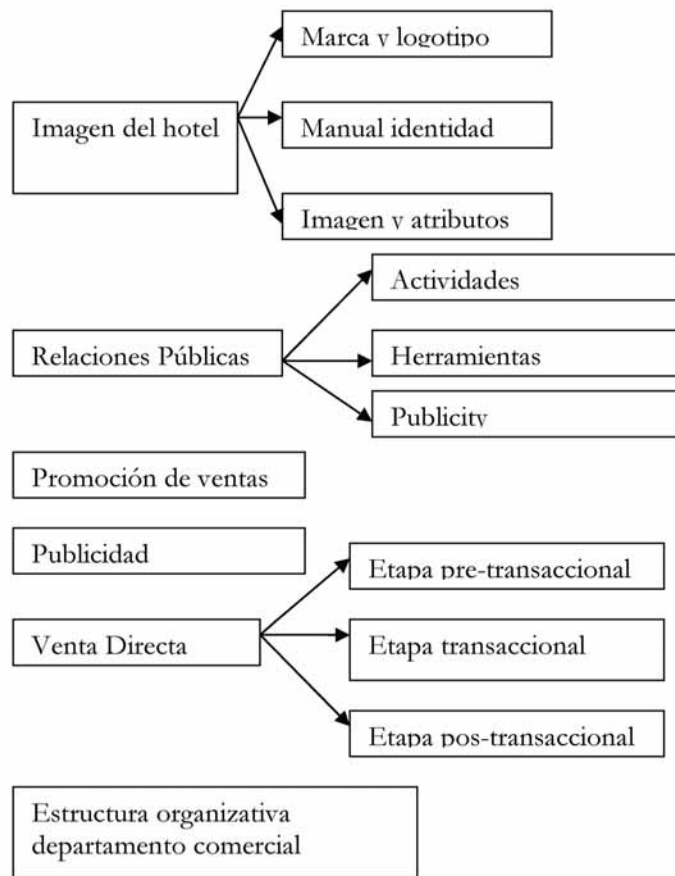 Marca y logotipo
Imagen del hotel
Manual identidad
Imagen y atributos
Actividades
Relaciones Públicas
Herramientas
Publicity
Promoción de ventas
Publicidad
Etapa pre-transaccional
Venta Directa
Etapa transaccional
Etapa pos-transaccional
Estructura organizativa
departamento comercial